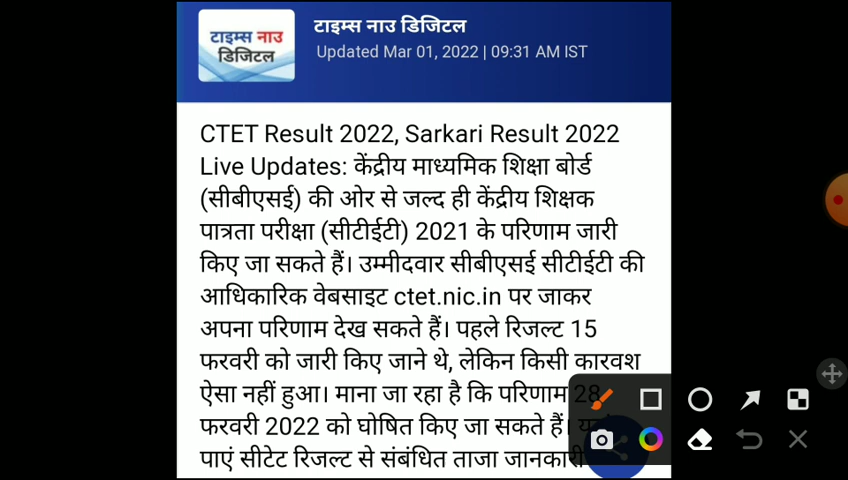 टाइम्स नाउ
डिजिटल
टाइम्स नाउ डिजिटल
Updated Mar 01, 2022 | 09:31 AM IST
CTET Result 2022, Sarkari Result 2022
Live Updates: केंद्रीय माध्यमिक शिक्षा बोर्ड
(सीबीएसई) की ओर से जल्द ही केंद्रीय शिक्षक
पात्रता परीक्षा (सीटीईटी) 2021 के परिणाम जारी
किए जा सकते हैं। उम्मीदवार सीबीएसई सीटीईटी की
आधिकारिक वेबसाइट ctet.nic.in पर जाकर
अपना परिणाम देख सकते हैं। पहले रिजल्ट 15
फरवरी को जारी किए जाने थे, लेकिन किसी कारवश
ऐसा नहीं हुआ। माना जा रहा है कि परिणाम 28
फरवरी 2022 को घोषित किए जा सकते हैं।
पाएं सीटेट रिजल्ट से संबंधित ताजा जानकारी